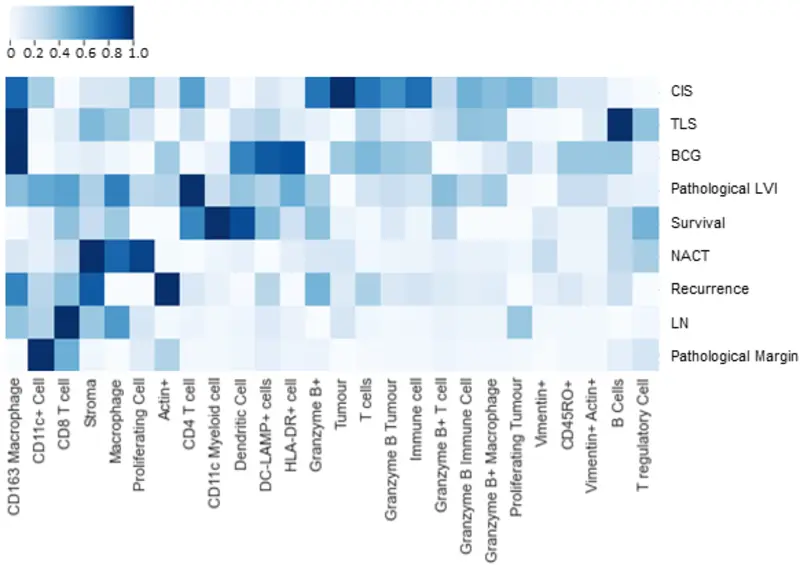 0 0.2 0.4 0.6 0.8 1.0
CIS
TLS
BCG
Pathological LVI
Survival
NACT
Recurrence
LN
Pathological Margin
CD163 Macrophage
CD11c+ Cell
CD8 T cell
Stroma
Macrophage
Proliferating Cell
Actin+
CD4 T cell
CD11c Myeloid cell
Dendritic Cell
DC-LAMP+ cells
HLA-DR+ cell
Granzyme B+
Tumour
T cells
Granzyme B Tumour
Immune cell
Granzyme B+ T cell
Granzyme B Immune Cell
Granzyme B+ Macrophage
Proliferating Tumour
Vimentin+
CD45RO+
Vimentin+ Actin+
B Cells
T regulatory Cell